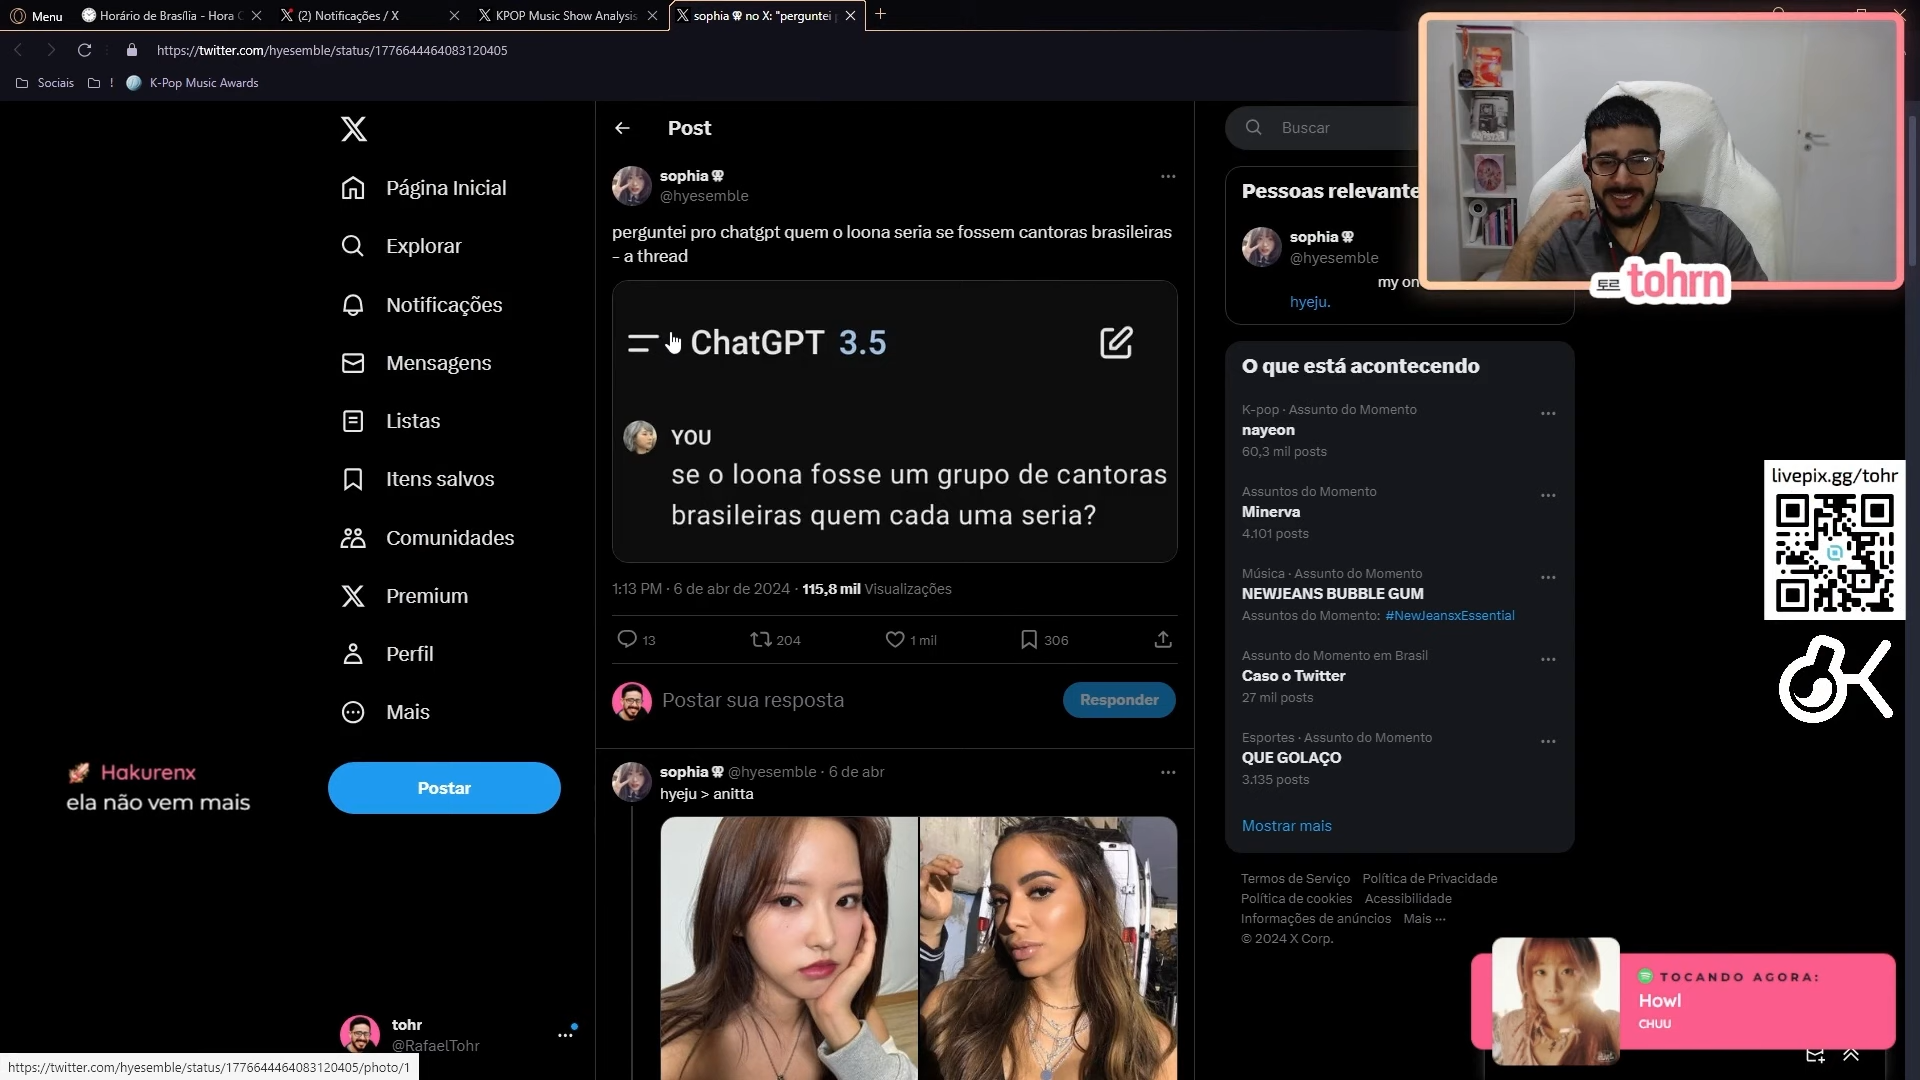 Menu
Horário de Brasília - Hora C
(2) Notificações / X
KPOP Music Show Analysis
sophia no X: "perguntei
https://twitter.com/hyesemble/status/1776644464083120405
Sociais
!
K-Pop Music Awards
Página Inicial
Explorar
Notificações
Mensagens
Listas
Itens salvos
Comunidades
Premium
Perfil
Mais
Postar
Hakurenx
ela não vem mais
tohr
@RafaelTohr
https://twitter.com/hyesemble/status/1776644464083120405/photo/1
Post
sophia
@hyesemble
perguntei pro chatgpt quem o loona seria se fossem cantoras brasileiras
- a thread
ChatGPT 3.5
YOU
se o loona fosse um grupo de cantoras
brasileiras quem cada uma seria?
1:13 PM · 6 de abr de 2024 · 115,8 mil Visualizações
13
204
1 mil
306
Postar sua resposta
Responder
sophia @hyesemble · 6 de abr
hyeju > anitta
Buscar
Pessoas relevante
sophia
@hyesemble
my on
hyeju.
O que está acontecendo
K-pop · Assunto do Momento
nayeon
60,3 mil posts
Assuntos do Momento
Minerva
4.101 posts
Música · Assunto do Momento
NEWJEANS BUBBLE GUM
Assuntos do Momento: #NewJeansxEssential
Assunto do Momento em Brasil
Caso o Twitter
27 mil posts
Esportes · Assunto do Momento
QUE GOLAÇO
3.135 posts
Mostrar mais
Termos de Serviço Política de Privacidade
Política de cookies Acessibilidade
Informações de anúncios Mais ···
© 2024 X Corp.
토르 tohrn
livepix.gg/tohr
TOCANDO AGORA:
Howl
CHUU